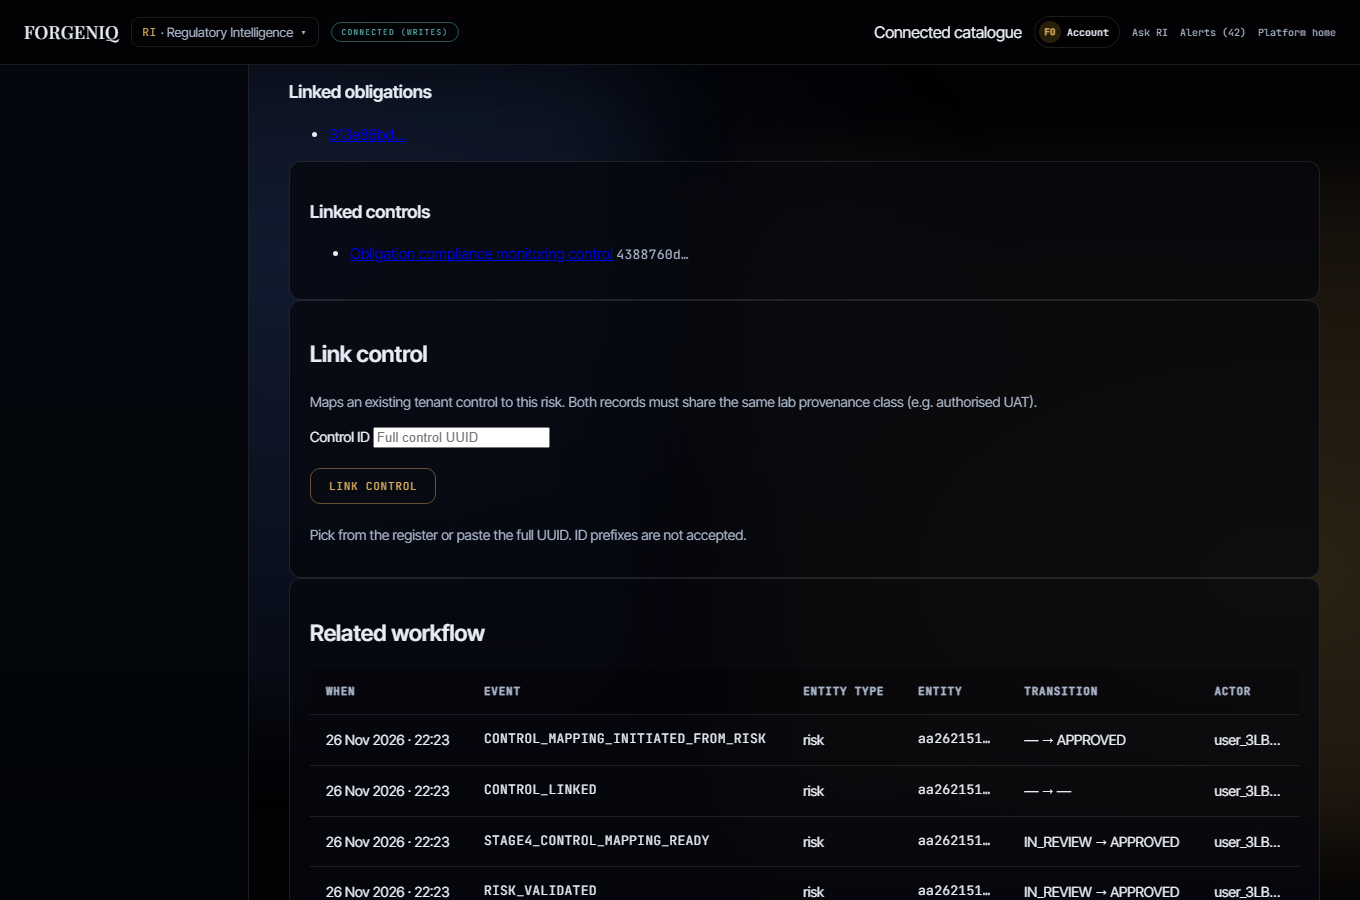 FORGENIQ
RI · Regulatory Intelligence ▾
CONNECTED (WRITES)
Connected catalogue
FO Account
Ask RI
Alerts (42)
Platform home
Linked obligations
• 313a86bd…
Linked controls
• Obligation compliance monitoring control 4388760d…
Link control
Maps an existing tenant control to this risk. Both records must share the same lab provenance class (e.g. authorised UAT).
Control ID Full control UUID
LINK CONTROL
Pick from the register or paste the full UUID. ID prefixes are not accepted.
Related workflow
WHEN EVENT ENTITY TYPE ENTITY TRANSITION ACTOR
26 Nov 2026 · 22:23 CONTROL_MAPPING_INITIATED_FROM_RISK risk aa262151… — → APPROVED user_3LB…
26 Nov 2026 · 22:23 CONTROL_LINKED risk aa262151… — → — user_3LB…
26 Nov 2026 · 22:23 STAGE4_CONTROL_MAPPING_READY risk aa262151… IN_REVIEW → APPROVED user_3LB…
26 Nov 2026 · 22:23 RISK_VALIDATED risk aa262151… IN_REVIEW → APPROVED user_3LB…